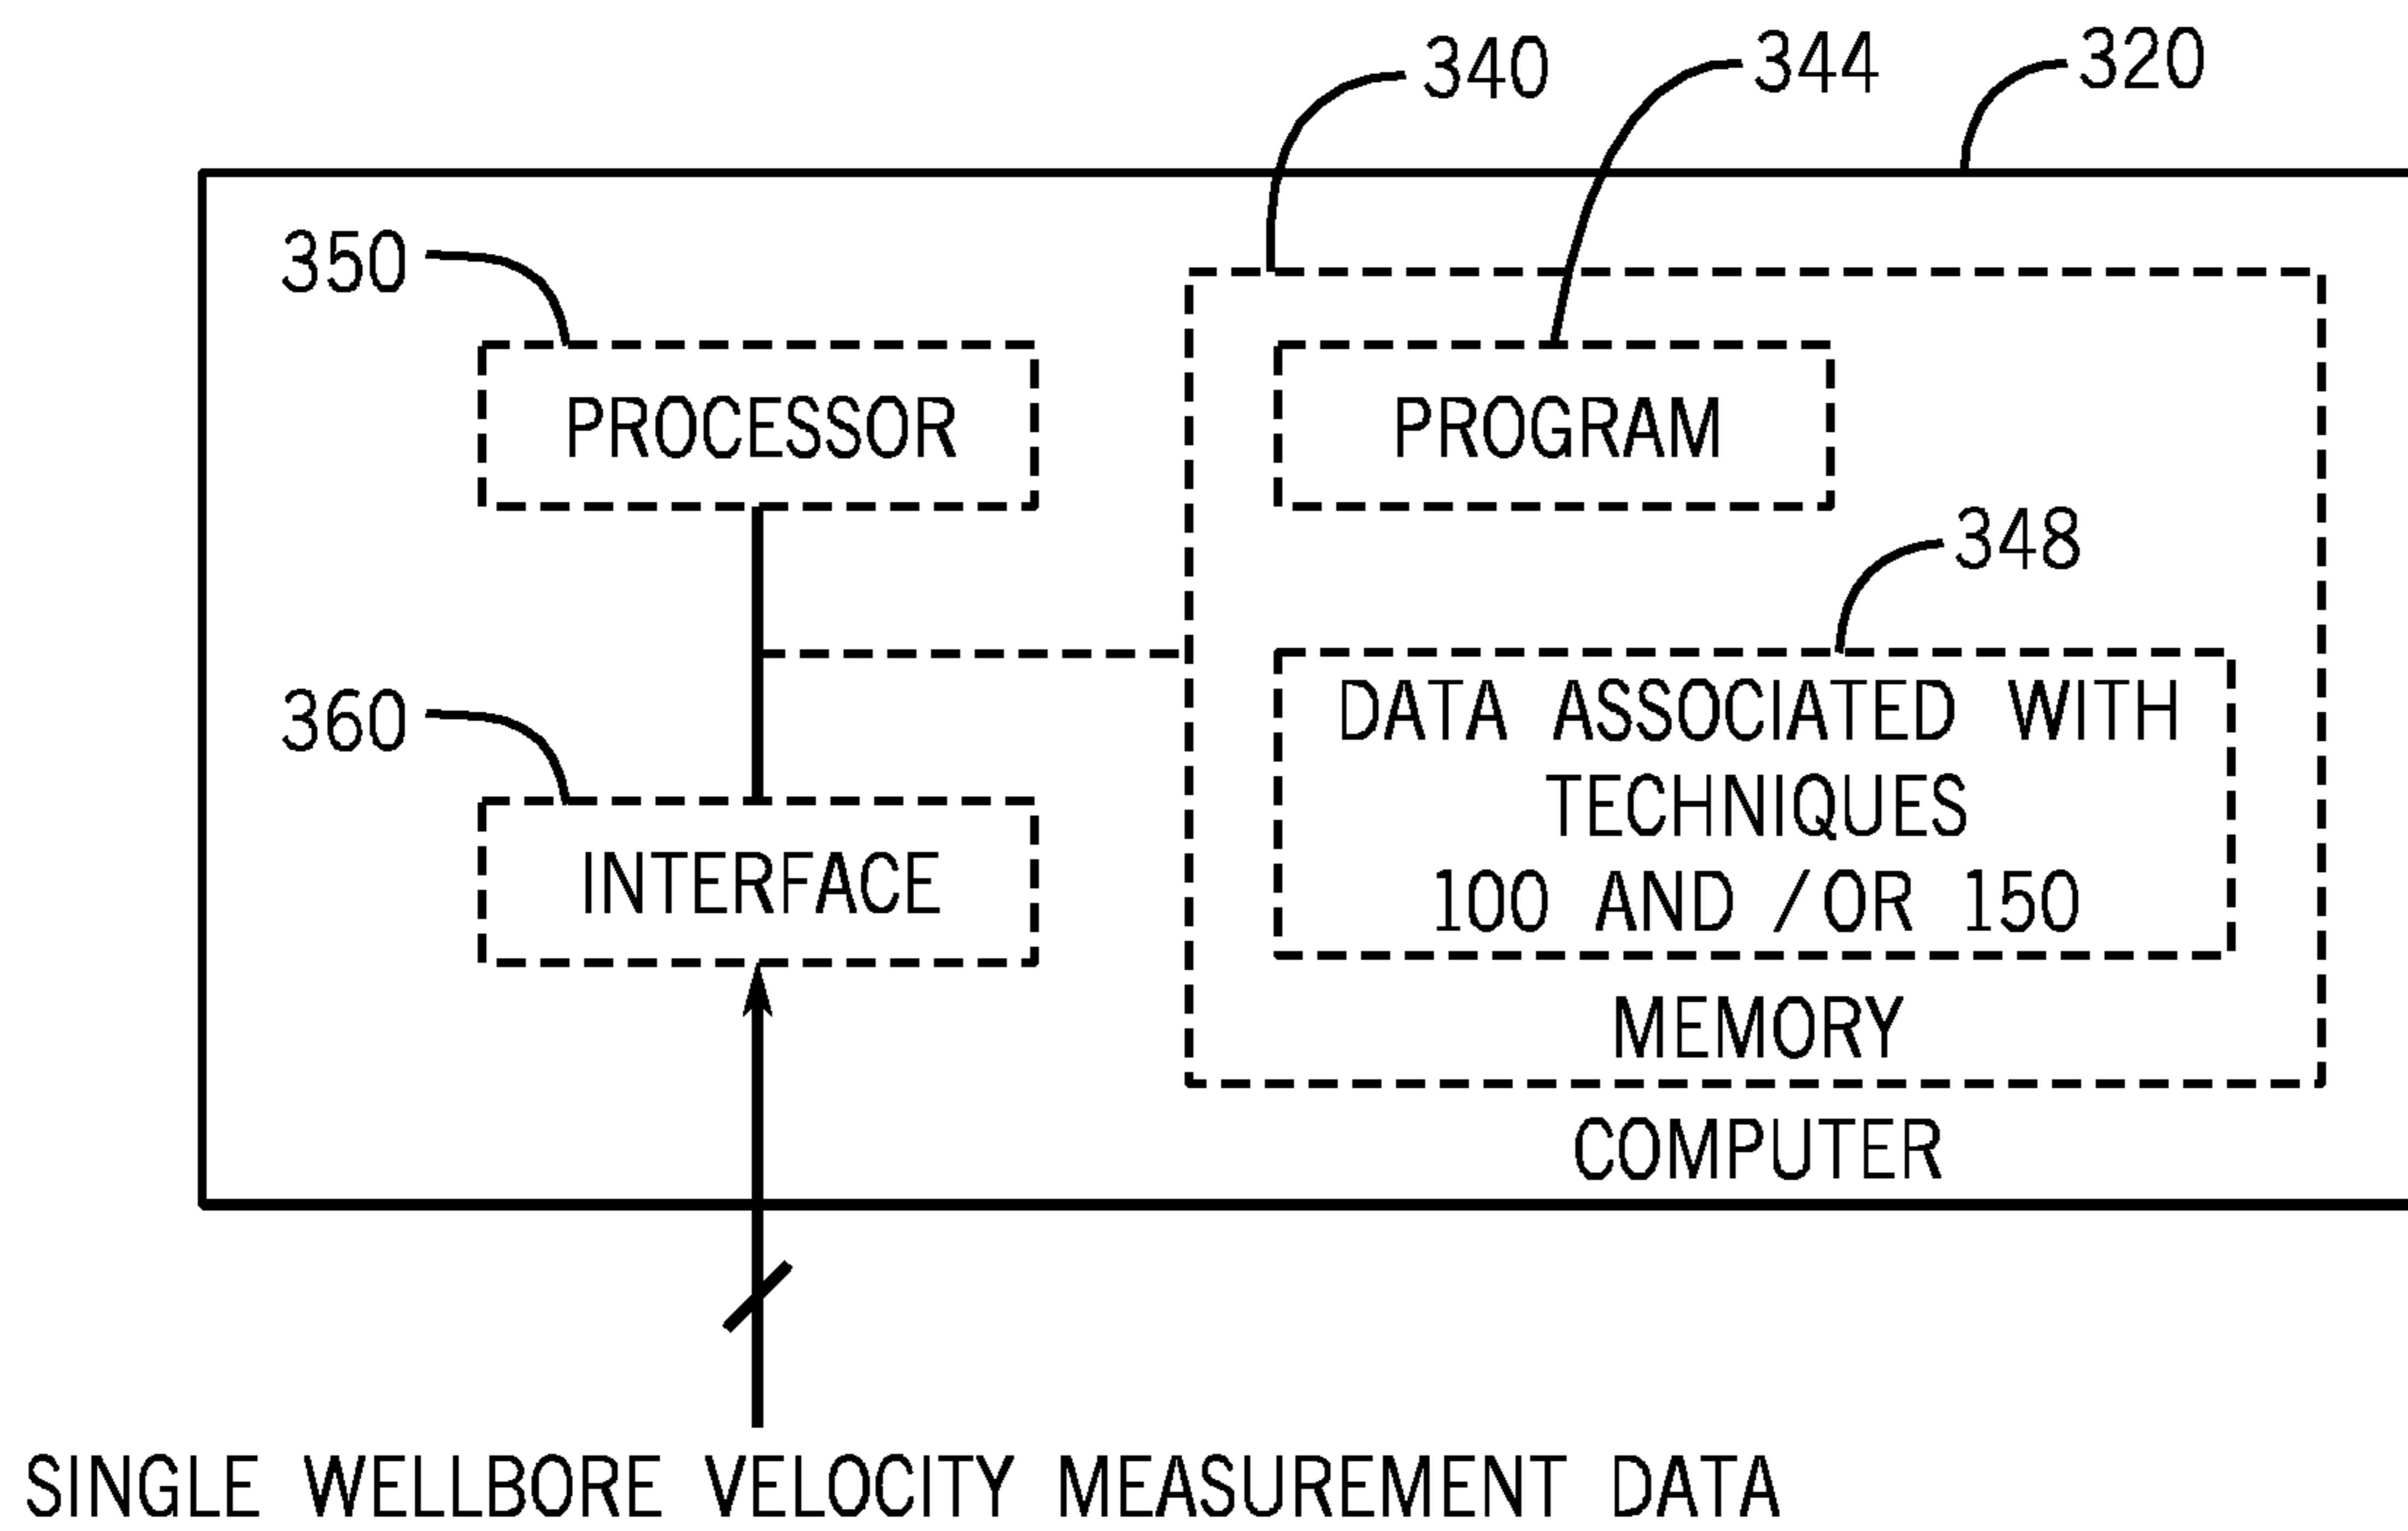 340
344
320
350
PROCESSOR
PROGRAM
348
360
INTERFACE
DATA ASSOCIATED WITH
TECHNIQUES
100 AND /OR 150
MEMORY
COMPUTER
SINGLE WELLBORE VELOCITY MEASUREMENT DATA